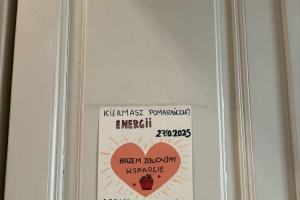 KIERMASZ POMARAŃCZOWEJ
ENERGII
27.10.2025
RAZEM ZBUDUJMY
WSPARCIE